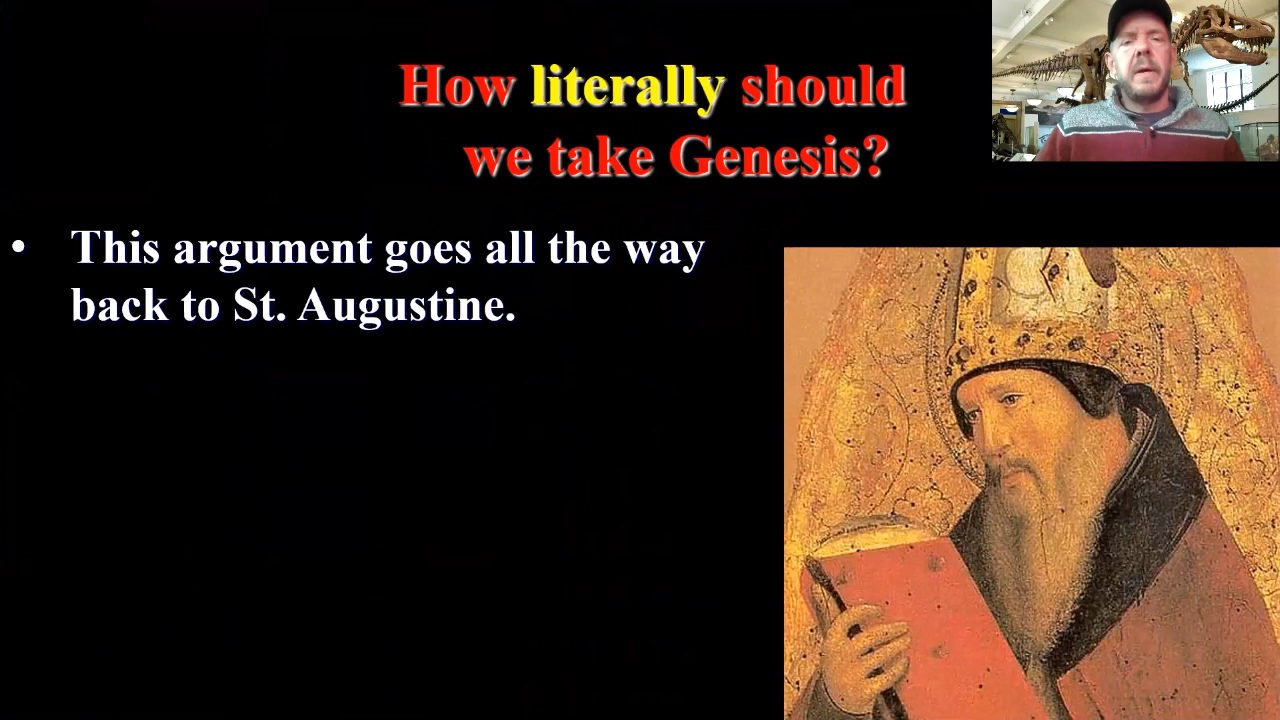 How literally should
we take Genesis?
• This argument goes all the way
back to St. Augustine.